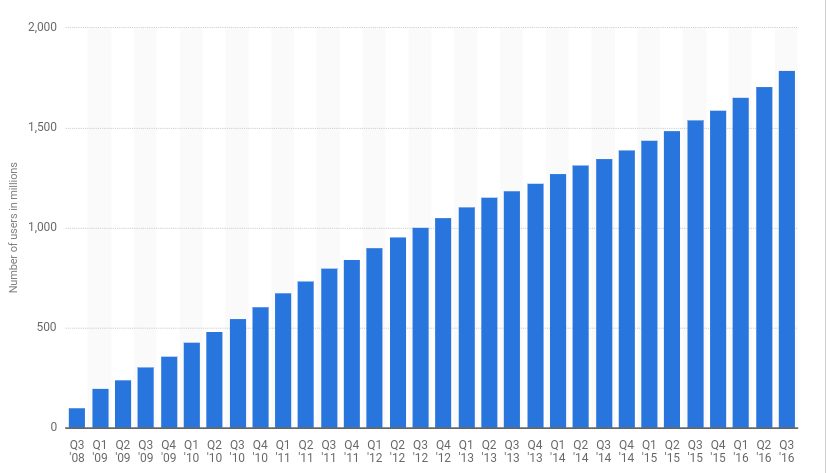 2,000
1,500
1,000
500
0
Number of users in millions
Q3 Q1 Q2 Q3 Q4 Q1 Q2 Q3 Q4 Q1 Q2 Q3 Q4 Q1 Q2 Q3 Q4 Q1 Q2 Q3 Q4 Q1 Q2 Q3 Q4 Q1 Q2 Q3 Q4 Q1 Q2 Q3
'08 '09 '09 '09 '09 '10 '10 '10 '10 '11 '11 '11 '11 '12 '12 '12 '12 '13 '13 '13 '13 '14 '14 '14 '14 '15 '15 '15 '15 '16 '16 '16